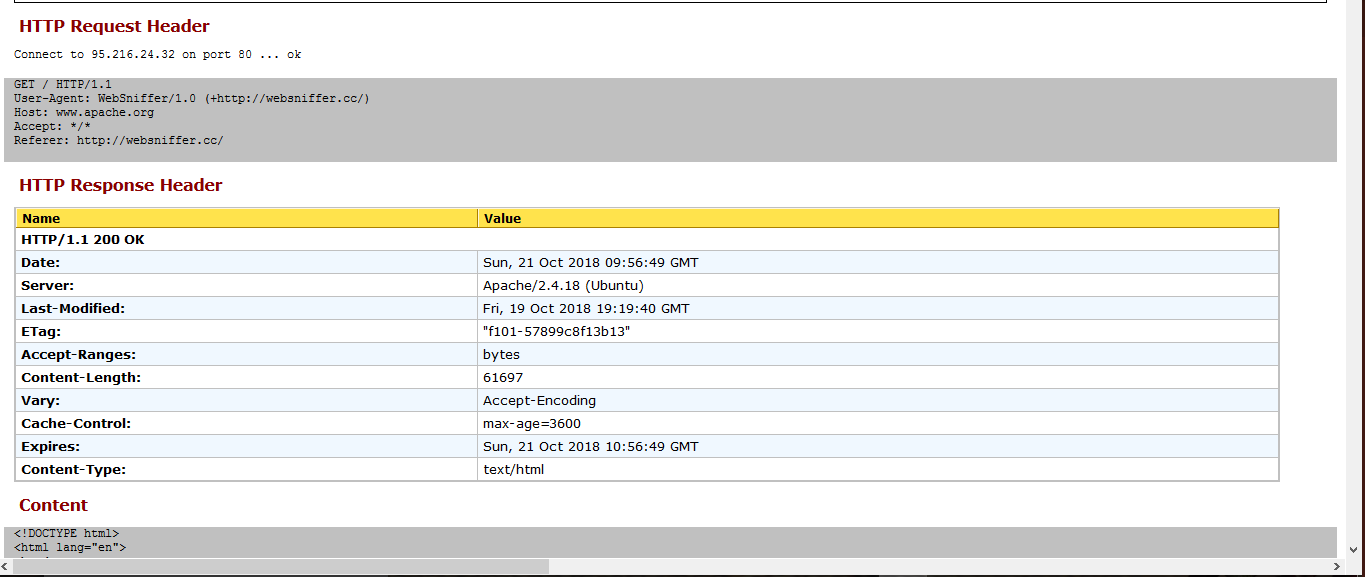 HTTP Request Header
Connect to 95.216.24.32 on port 80 ... ok
GET / HTTP/1.1
User-Agent: WebSniffer/1.0 (+http://websniffer.cc/)
Host: www.apache.org
Accept: */*
Referer: http://websniffer.cc/
HTTP Response Header
Name Value
HTTP/1.1 200 OK
Date: Sun, 21 Oct 2018 09:56:49 GMT
Server: Apache/2.4.18 (Ubuntu)
Last-Modified: Fri, 19 Oct 2018 19:19:40 GMT
ETag: "f101-57899c8f13b13"
Accept-Ranges: bytes
Content-Length: 61697
Vary: Accept-Encoding
Cache-Control: max-age=3600
Expires: Sun, 21 Oct 2018 10:56:49 GMT
Content-Type: text/html
Content
<!DOCTYPE html>
<html lang="en">